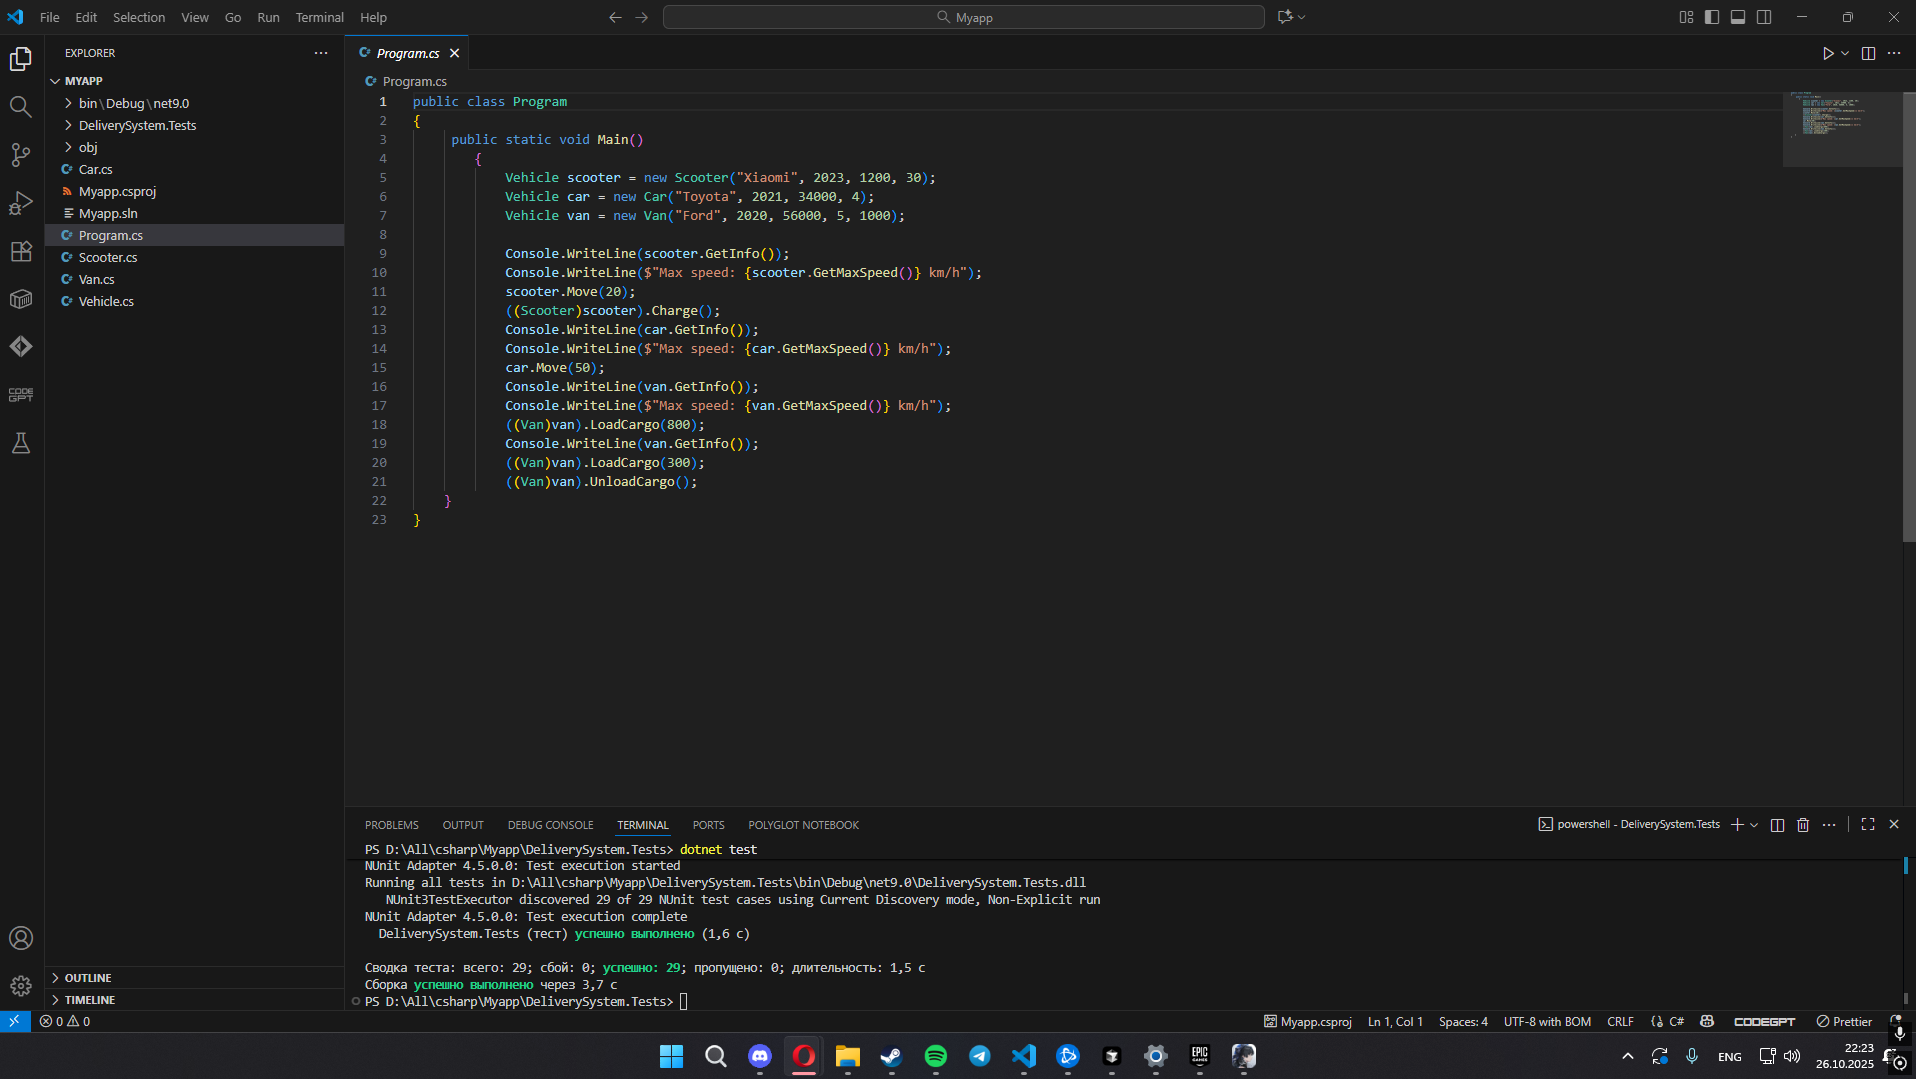 File Edit Selection View Go Run Terminal Help
Myapp
EXPLORER
MYAPP
bin\Debug\net9.0
DeliverySystem.Tests
obj
Car.cs
Myapp.csproj
Myapp.sln
Program.cs
Scooter.cs
Van.cs
Vehicle.cs
OUTLINE
TIMELINE
CODE GPT
Program.cs
Program.cs
1 public class Program
2 {
3 public static void Main()
4 {
5 Vehicle scooter = new Scooter("Xiaomi", 2023, 1200, 30);
6 Vehicle car = new Car("Toyota", 2021, 34000, 4);
7 Vehicle van = new Van("Ford", 2020, 56000, 5, 1000);
8
9 Console.WriteLine(scooter.GetInfo());
10 Console.WriteLine($"Max speed: {scooter.GetMaxSpeed()} km/h");
11 scooter.Move(20);
12 ((Scooter)scooter).Charge();
13 Console.WriteLine(car.GetInfo());
14 Console.WriteLine($"Max speed: {car.GetMaxSpeed()} km/h");
15 car.Move(50);
16 Console.WriteLine(van.GetInfo());
17 Console.WriteLine($"Max speed: {van.GetMaxSpeed()} km/h");
18 ((Van)van).LoadCargo(800);
19 Console.WriteLine(van.GetInfo());
20 ((Van)van).LoadCargo(300);
21 ((Van)van).UnloadCargo();
22 }
23 }
PROBLEMS OUTPUT DEBUG CONSOLE TERMINAL PORTS POLYGLOT NOTEBOOK
powershell - DeliverySystem.Tests
PS D:\All\csharp\Myapp\DeliverySystem.Tests> dotnet test
NUnit Adapter 4.5.0.0: Test execution started
Running all tests in D:\All\csharp\Myapp\DeliverySystem.Tests\bin\Debug\net9.0\DeliverySystem.Tests.dll
NUnit3TestExecutor discovered 29 of 29 NUnit test cases using Current Discovery mode, Non-Explicit run
NUnit Adapter 4.5.0.0: Test execution complete
DeliverySystem.Tests (тест) успешно выполнено (1,6 с)
Сводка теста: всего: 29; сбой: 0; успешно: 29; пропущено: 0; длительность: 1,5 с
Сборка успешно выполнено через 3,7 с
PS D:\All\csharp\Myapp\DeliverySystem.Tests>
0 0 Myapp.csproj Ln 1, Col 1 Spaces: 4 UTF-8 with BOM CRLF {} C# CODEGPT Prettier
EPIC GAMES
ENG
22:23
26.10.2025